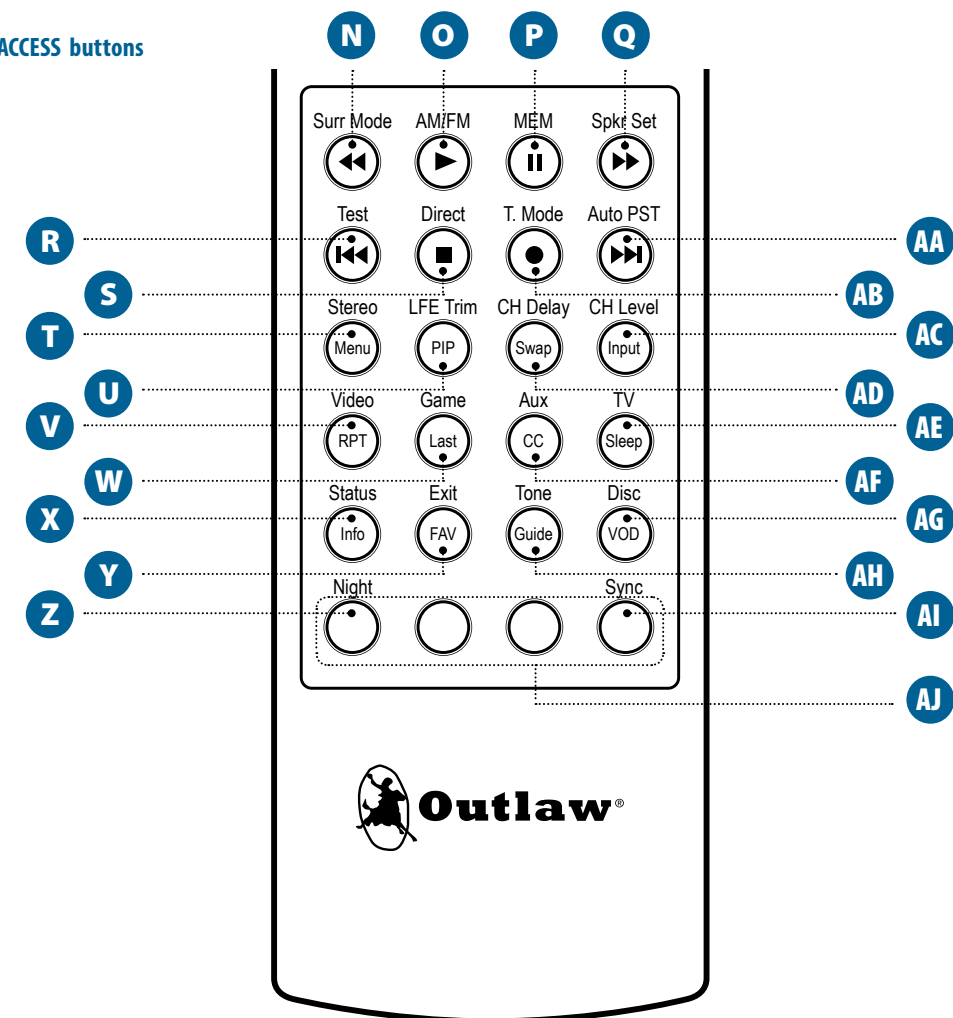 ACCESS buttons
N O P Q
Surr Mode AM/FM MEM Spkr Set
R Test Direct T. Mode Auto PST AA
S AB
Stereo LFE Trim CH Delay CH Level
T Menu PIP Swap Input AC
U AD
Video Game Aux TV
V RPT Last CC Sleep AE
W AF
Status Exit Tone Disc
X Info FAV Guide VOD AG
Y AH
Night Sync
Z AI
AJ
Outlaw®